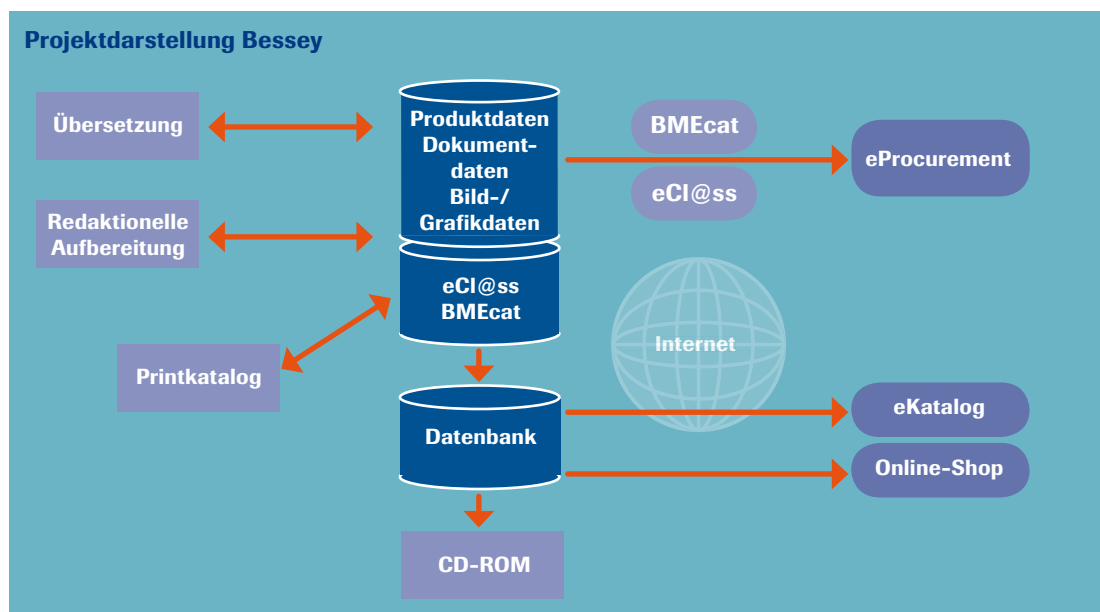 Projektdarstellung Bessey
Übersetzung
Produktdaten
Dokument-
daten
Bild-/
Grafikdaten
BMEcat
eCl@ss
eProcurement
Redaktionelle
Aufbereitung
eCl@ss
BMEcat
Internet
Printkatalog
Datenbank
eKatalog
Online-Shop
CD-ROM